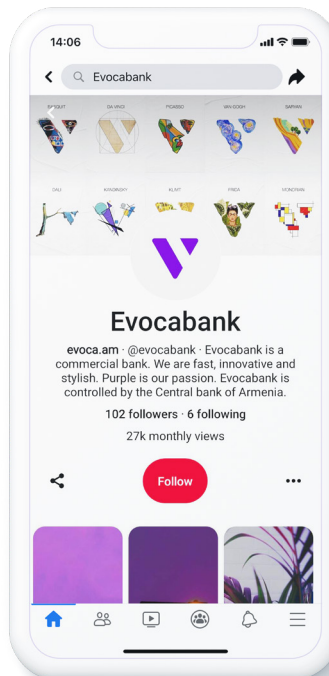 14:06
Evocabank
DA VINCI
PICASSO
VAN-GOGH
DALI
KANDINSKY
KLIMT
FRIDA
MONDRIAN
Evocabank
evoca.am · @evocabank · Evocabank is a
commercial bank. We are fast, innovative and
stylish. Purple is our passion. Evocabank is
controlled by the Central bank of Armenia.
102 followers · 6 following
27k monthly views
Follow